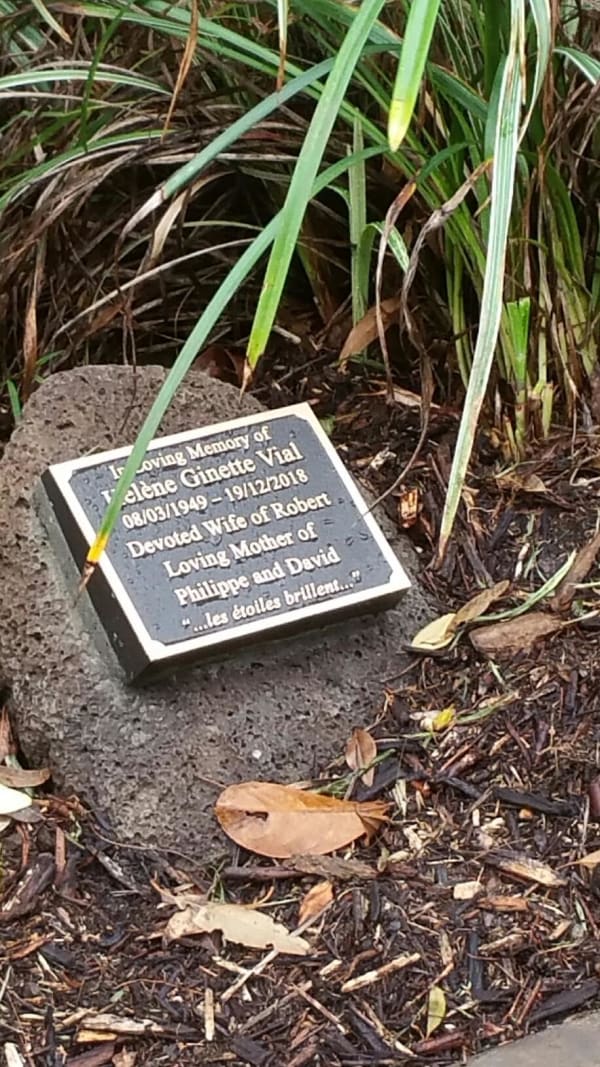 In Loving Memory of
Hélène Ginette Vial
08/03/1949 – 19/12/2018
Devoted Wife of Robert
Loving Mother of
Philippe and David
"...les étoiles brillent..."